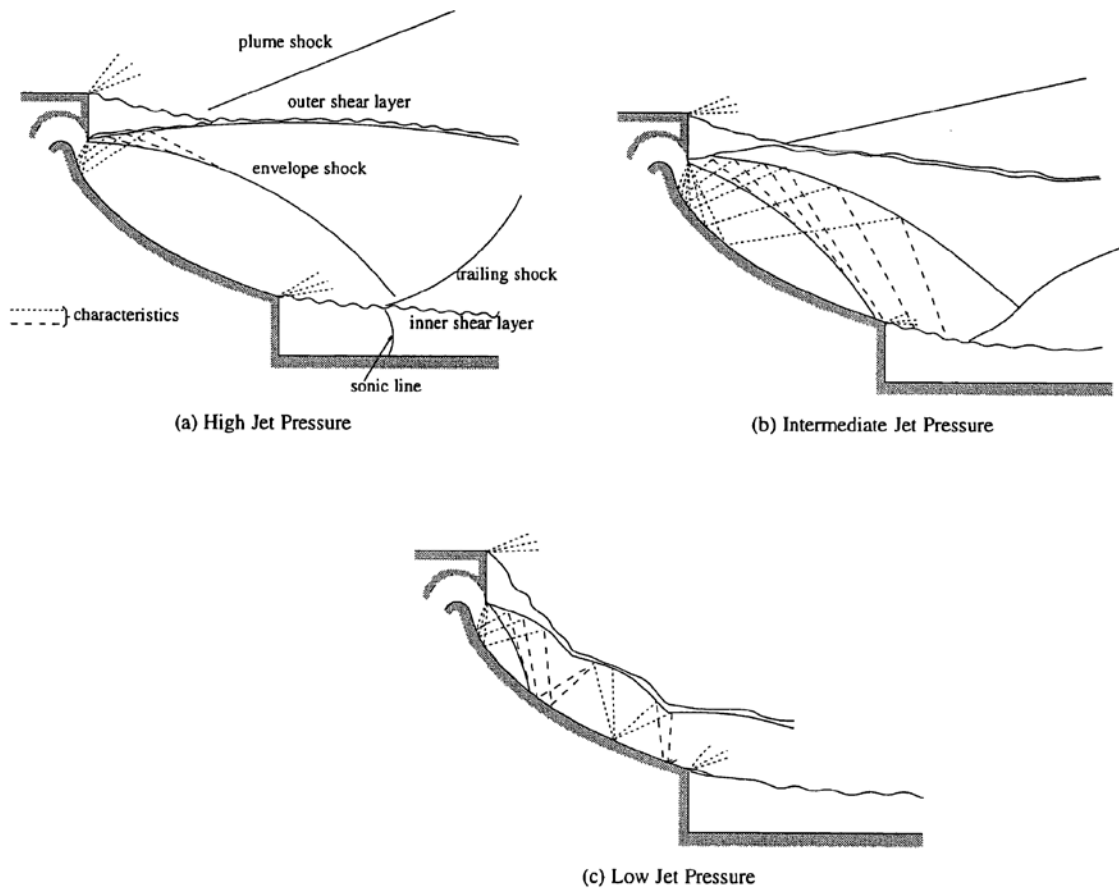 plume shock
outer shear layer
envelope shock
trailing shock
characteristics
inner shear layer
sonic line
(a) High Jet Pressure
(b) Intermediate Jet Pressure
(c) Low Jet Pressure